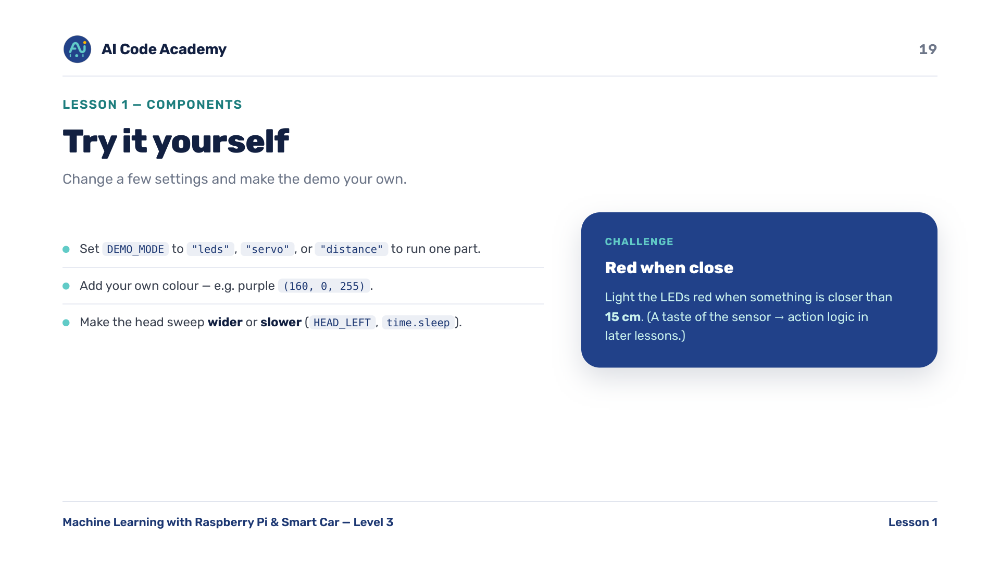 AI Code Academy
19
LESSON 1 — COMPONENTS
Try it yourself
Change a few settings and make the demo your own.
Set DEMO_MODE to "leds", "servo", or "distance" to run one part.
Add your own colour — e.g. purple (160, 0, 255).
Make the head sweep wider or slower (HEAD_LEFT, time.sleep).
CHALLENGE
Red when close
Light the LEDs red when something is closer than
15 cm. (A taste of the sensor → action logic in
later lessons.)
Machine Learning with Raspberry Pi & Smart Car — Level 3
Lesson 1